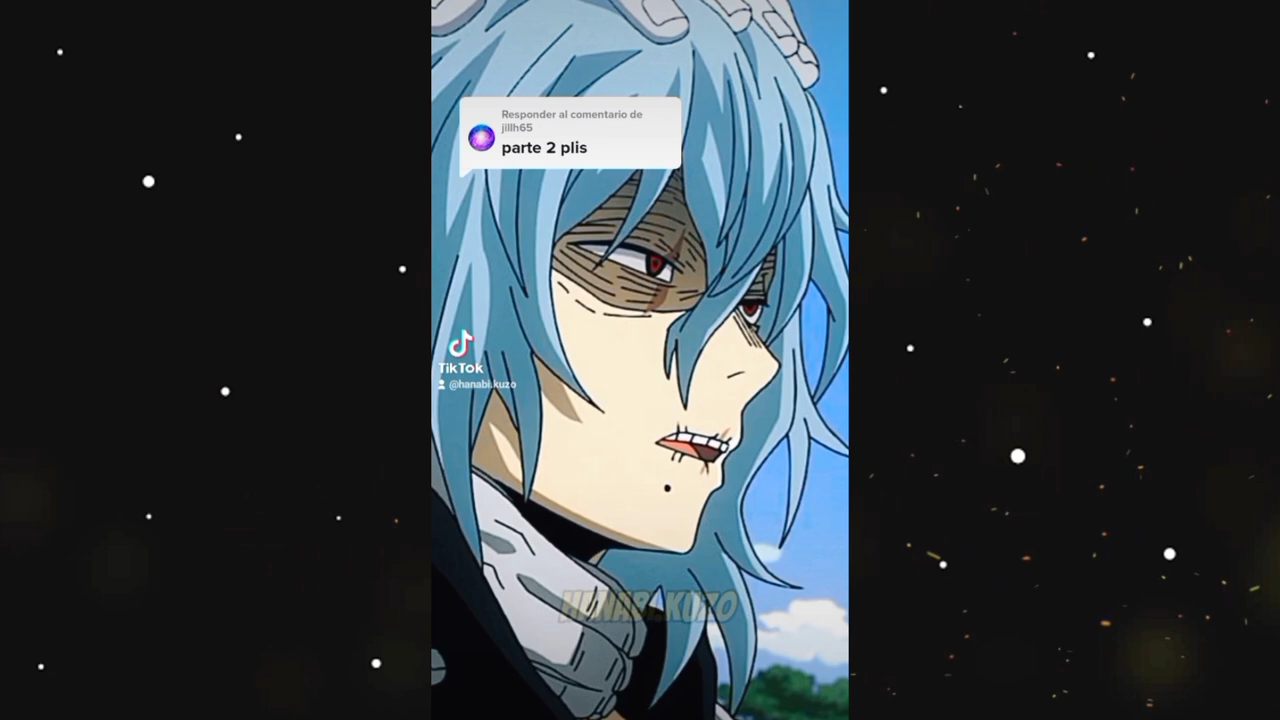 Responder al comentario de
jillh65
parte 2 plis
TikTok
@hanabi.kuzo
HANABI.KUZO